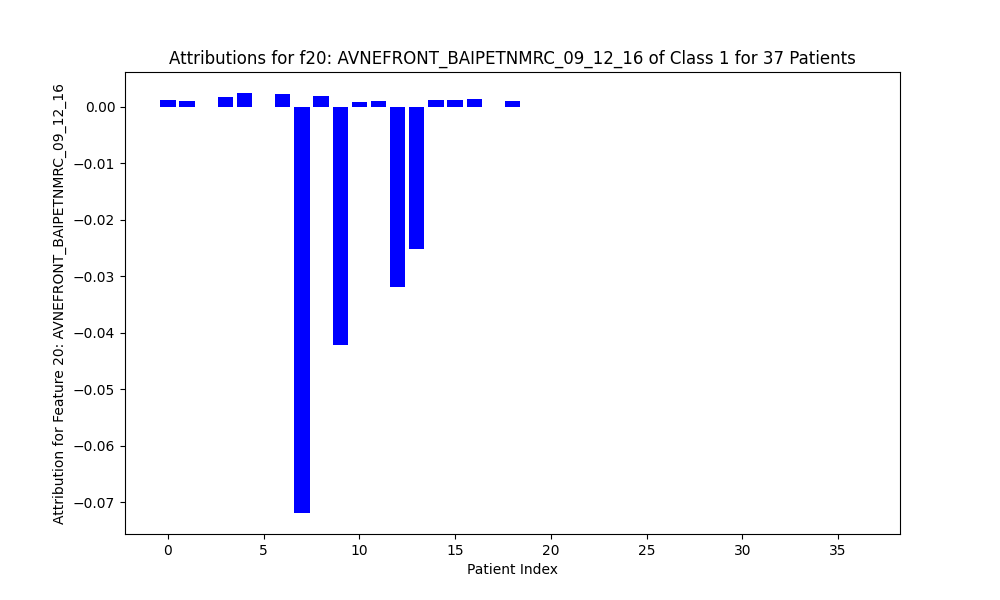 Attributions for f20: AVNEFRONT_BAIPETNMRC_09_12_16 of Class 1 for 37 Patients
Attribution for Feature 20: AVNEFRONT_BAIPETNMRC_09_12_16
0.00
−0.01
−0.02
−0.03
−0.04
−0.05
−0.06
−0.07
0 5 10 15 20 25 30 35
Patient Index